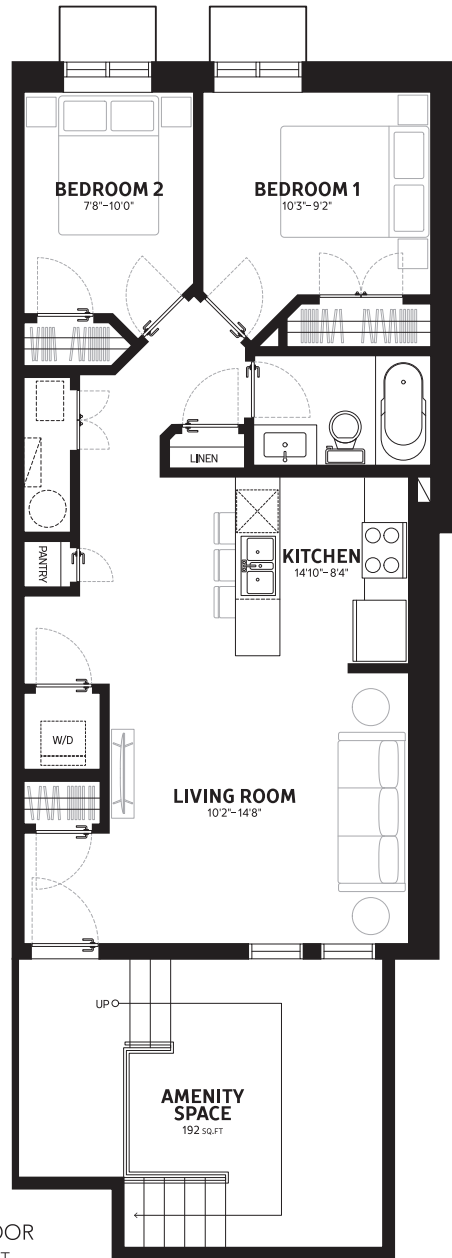 BEDROOM 2
7'8"-10'0"
BEDROOM 1
10'3"-9'2"
LINEN
PANTRY
KITCHEN
14'10"-8'4"
W/D
LIVING ROOM
10'2"-14'8"
UP
AMENITY
SPACE
192 SQ.FT